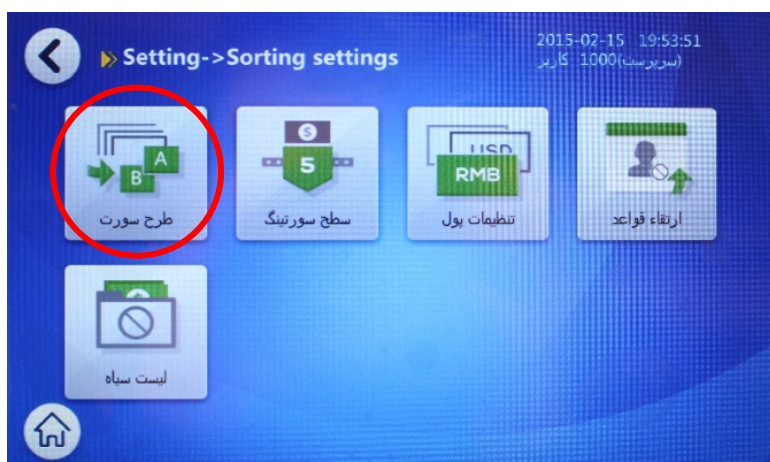 Setting->Sorting settings
2015-02-15 19:53:51
کاربر 1000(سرپرست)
A
B
طرح سورت
$
5
سطح سورتینگ
USD
RMB
تنظیمات پول
ارتقاء قواعد
لیست سیاه